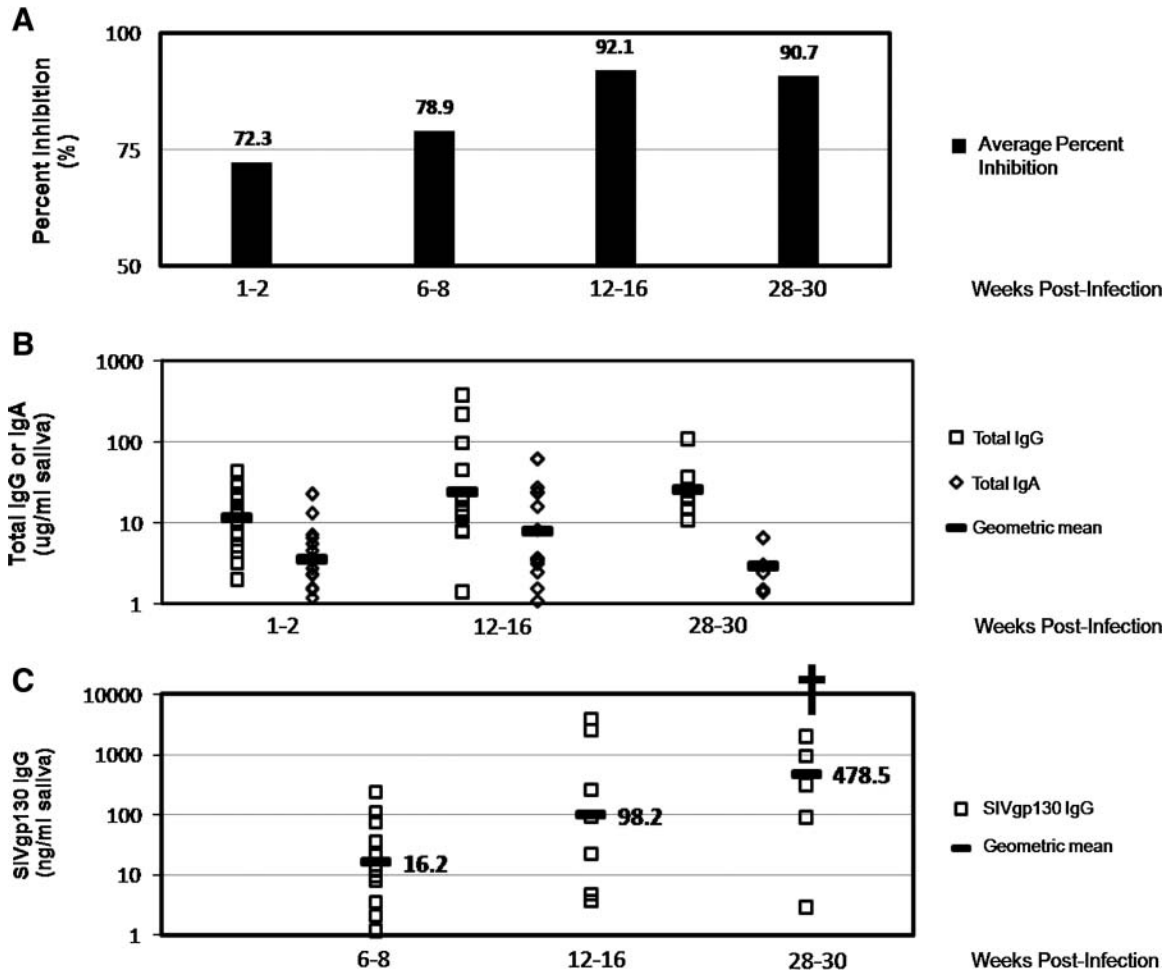 A
Percent Inhibition
(%)
100
75
50
72.3
78.9
92.1
90.7
1-2
6-8
12-16
28-30
Weeks Post-Infection
Average Percent
Inhibition
B
Total IgG or IgA
(ug/ml saliva)
1000
100
10
1
1-2
12-16
28-30
Weeks Post-Infection
Total IgG
Total IgA
Geometric mean
C
SIVgp130 IgG
(ng/ml saliva)
10000
1000
100
10
1
16.2
98.2
†
478.5
6-8
12-16
28-30
Weeks Post-Infection
SIVgp130 IgG
Geometric mean